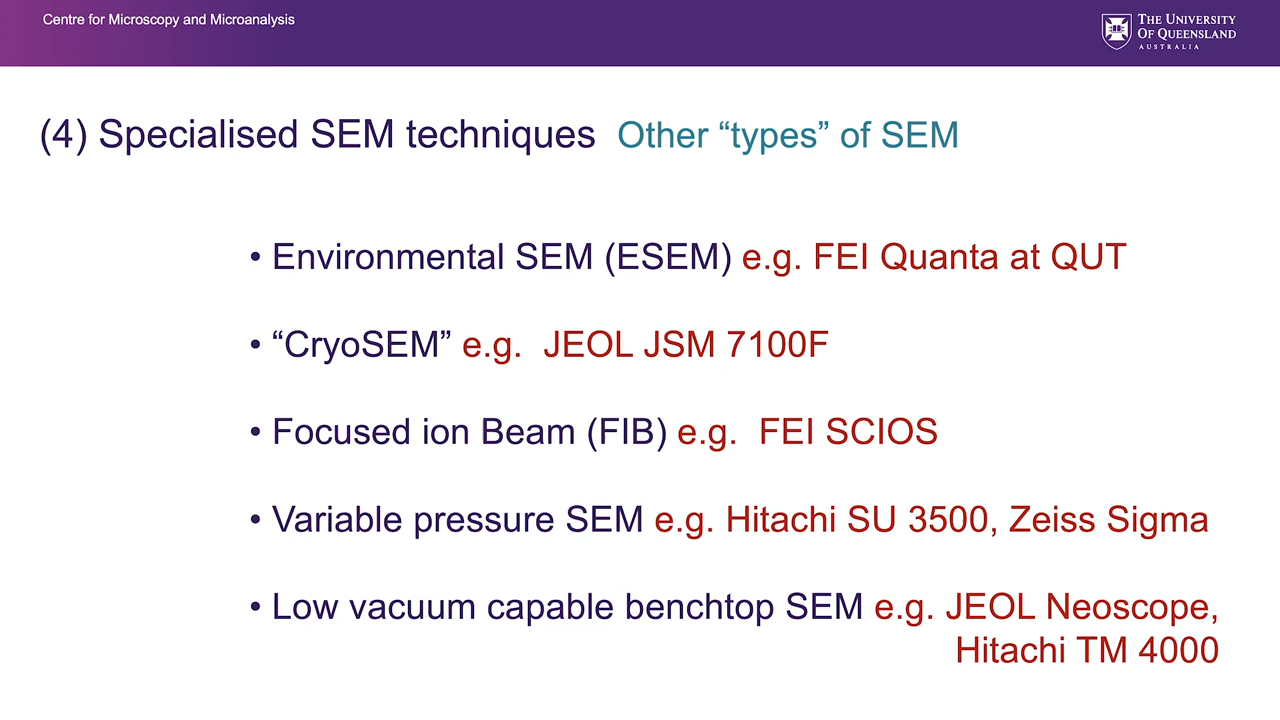 Centre for Microscopy and Microanalysis
THE UNIVERSITY
OF QUEENSLAND
AUSTRALIA
(4) Specialised SEM techniques Other “types” of SEM
• Environmental SEM (ESEM) e.g. FEI Quanta at QUT
• “CryoSEM” e.g. JEOL JSM 7100F
• Focused ion Beam (FIB) e.g. FEI SCIOS
• Variable pressure SEM e.g. Hitachi SU 3500, Zeiss Sigma
• Low vacuum capable benchtop SEM e.g. JEOL Neoscope,
Hitachi TM 4000